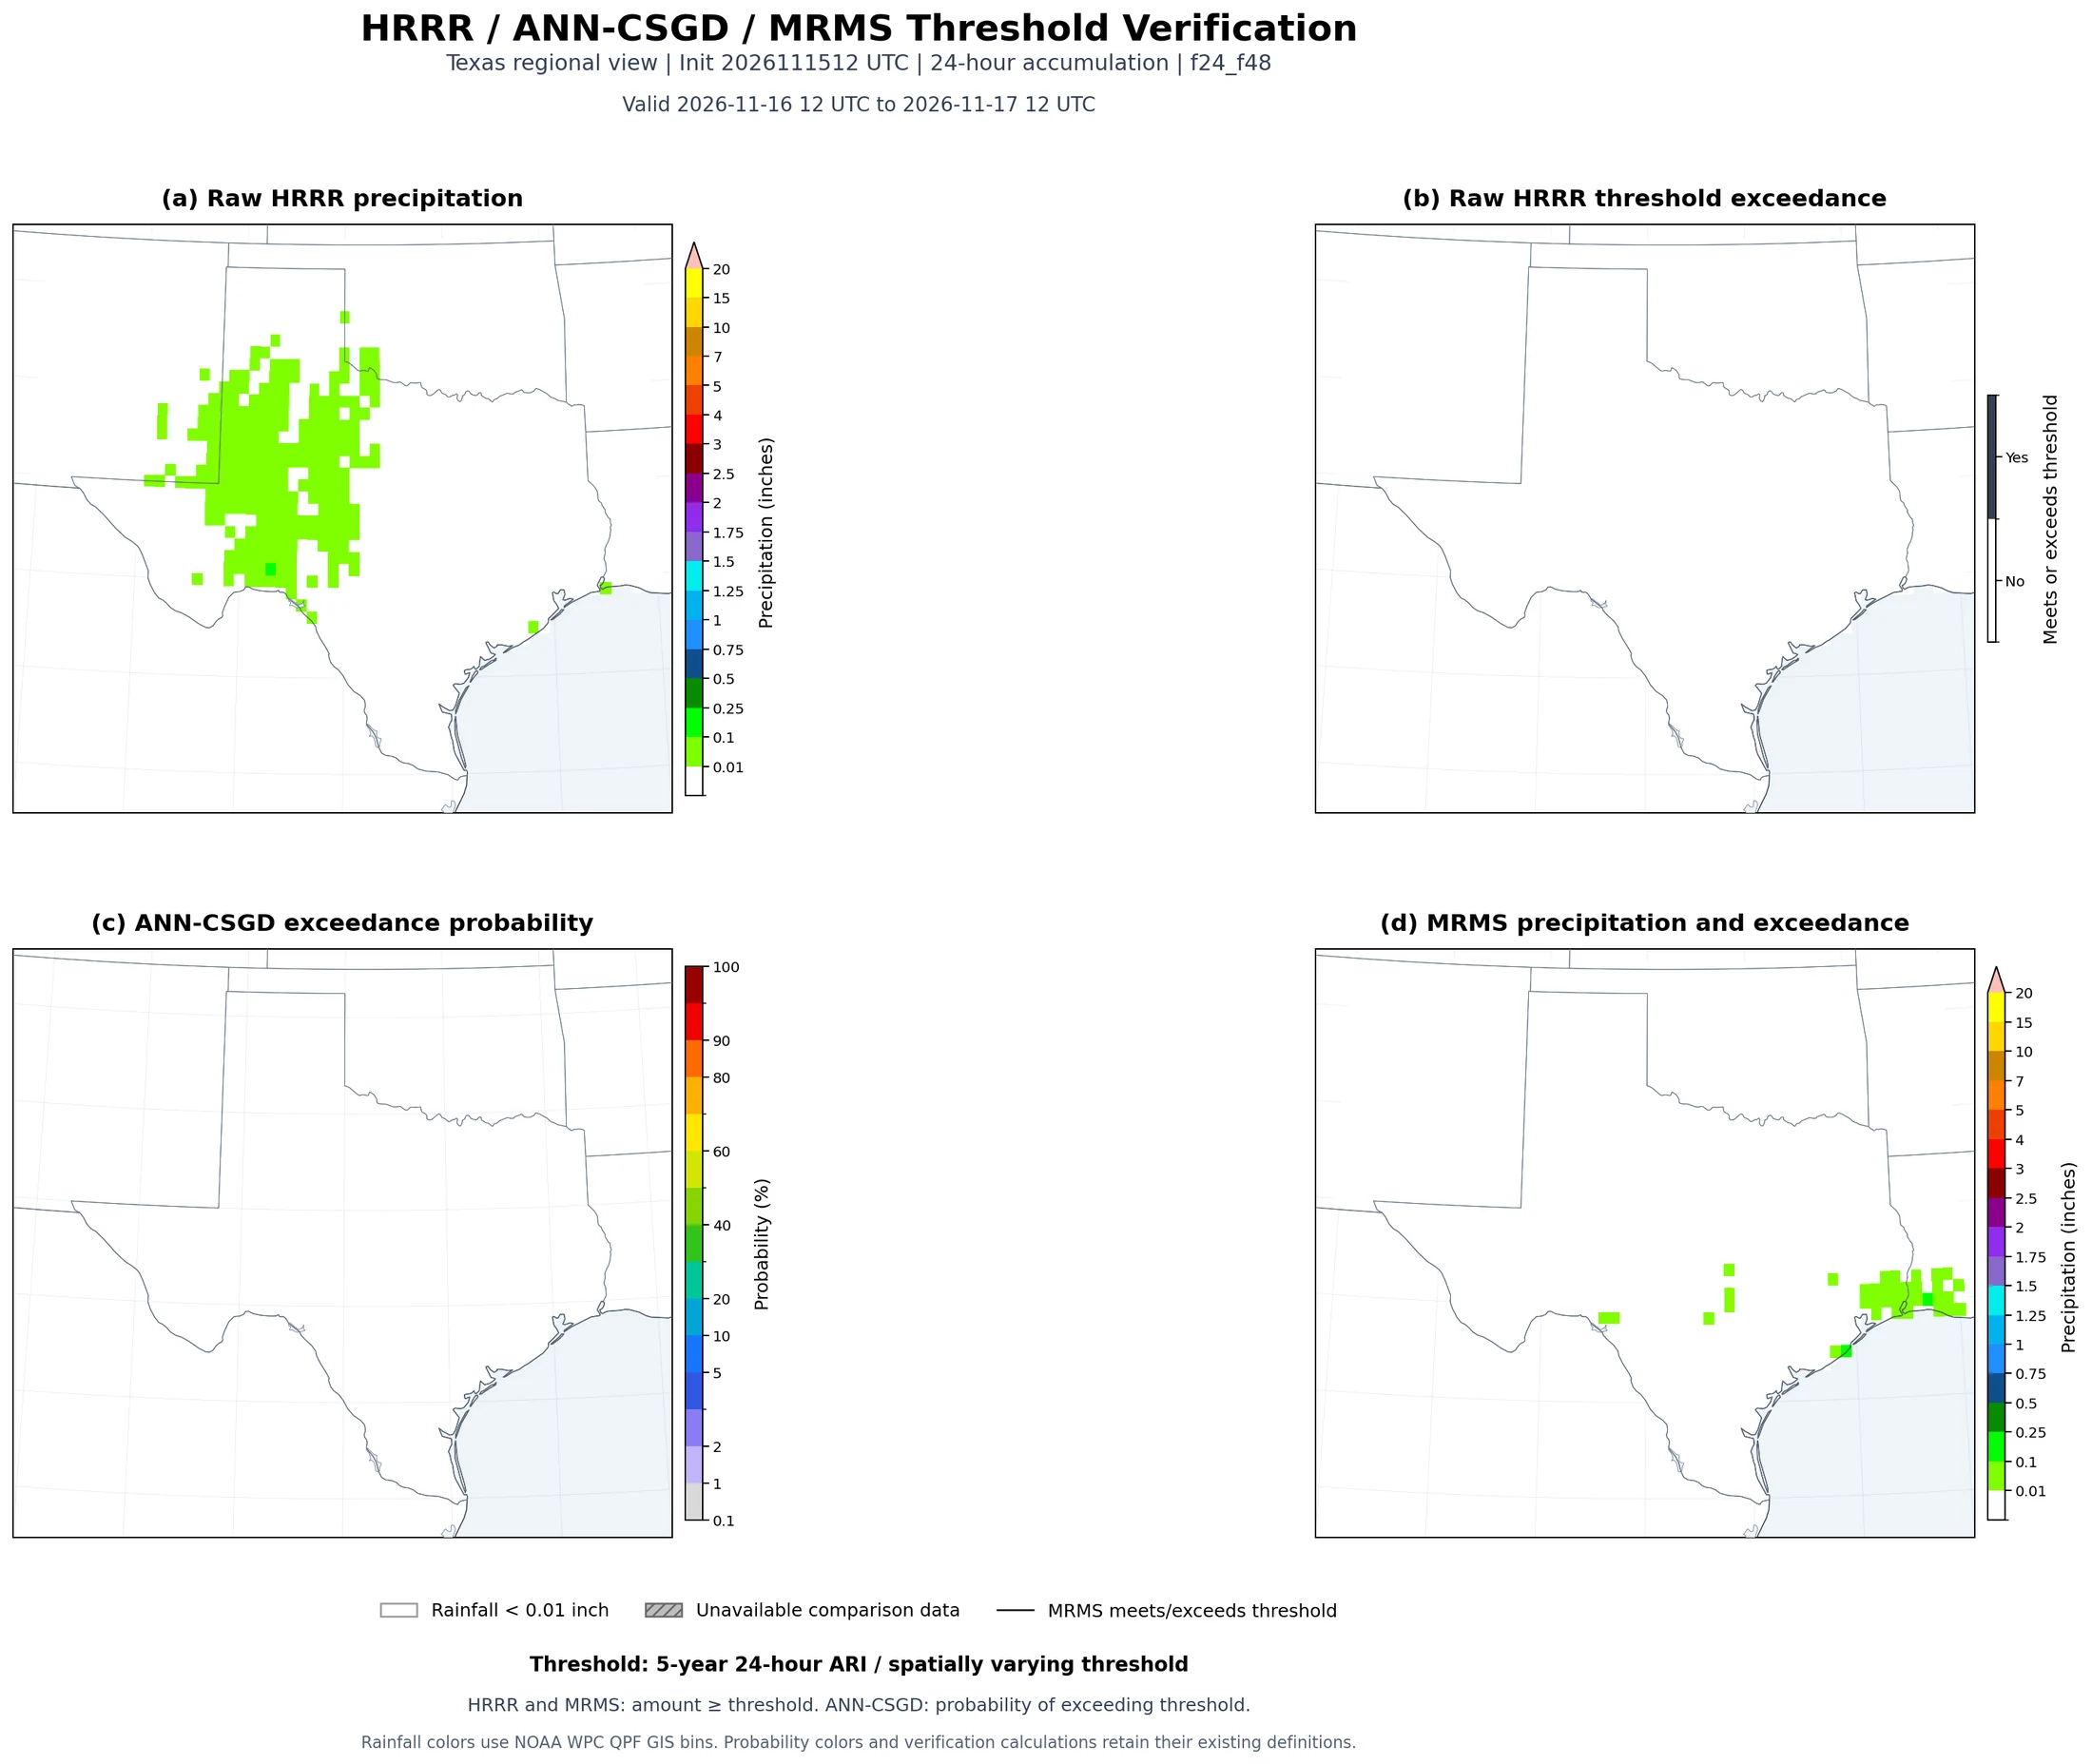 HRRR / ANN-CSGD / MRMS Threshold Verification
Texas regional view | Init 2026111512 UTC | 24-hour accumulation | f24_f48
Valid 2026-11-16 12 UTC to 2026-11-17 12 UTC
(a) Raw HRRR precipitation
20
15
10
7
5
4
3
2.5
2
1.75
1.5
1.25
1
0.75
0.5
0.25
0.1
0.01
Precipitation (inches)
(b) Raw HRRR threshold exceedance
Yes
No
Meets or exceeds threshold
(c) ANN-CSGD exceedance probability
100
90
80
60
40
20
10
5
2
1
0.1
Probability (%)
(d) MRMS precipitation and exceedance
20
15
10
7
5
4
3
2.5
2
1.75
1.5
1.25
1
0.75
0.5
0.25
0.1
0.01
Precipitation (inches)
Rainfall < 0.01 inch
Unavailable comparison data
MRMS meets/exceeds threshold
Threshold: 5-year 24-hour ARI / spatially varying threshold
HRRR and MRMS: amount ≥ threshold. ANN-CSGD: probability of exceeding threshold.
Rainfall colors use NOAA WPC QPF GIS bins. Probability colors and verification calculations retain their existing definitions.